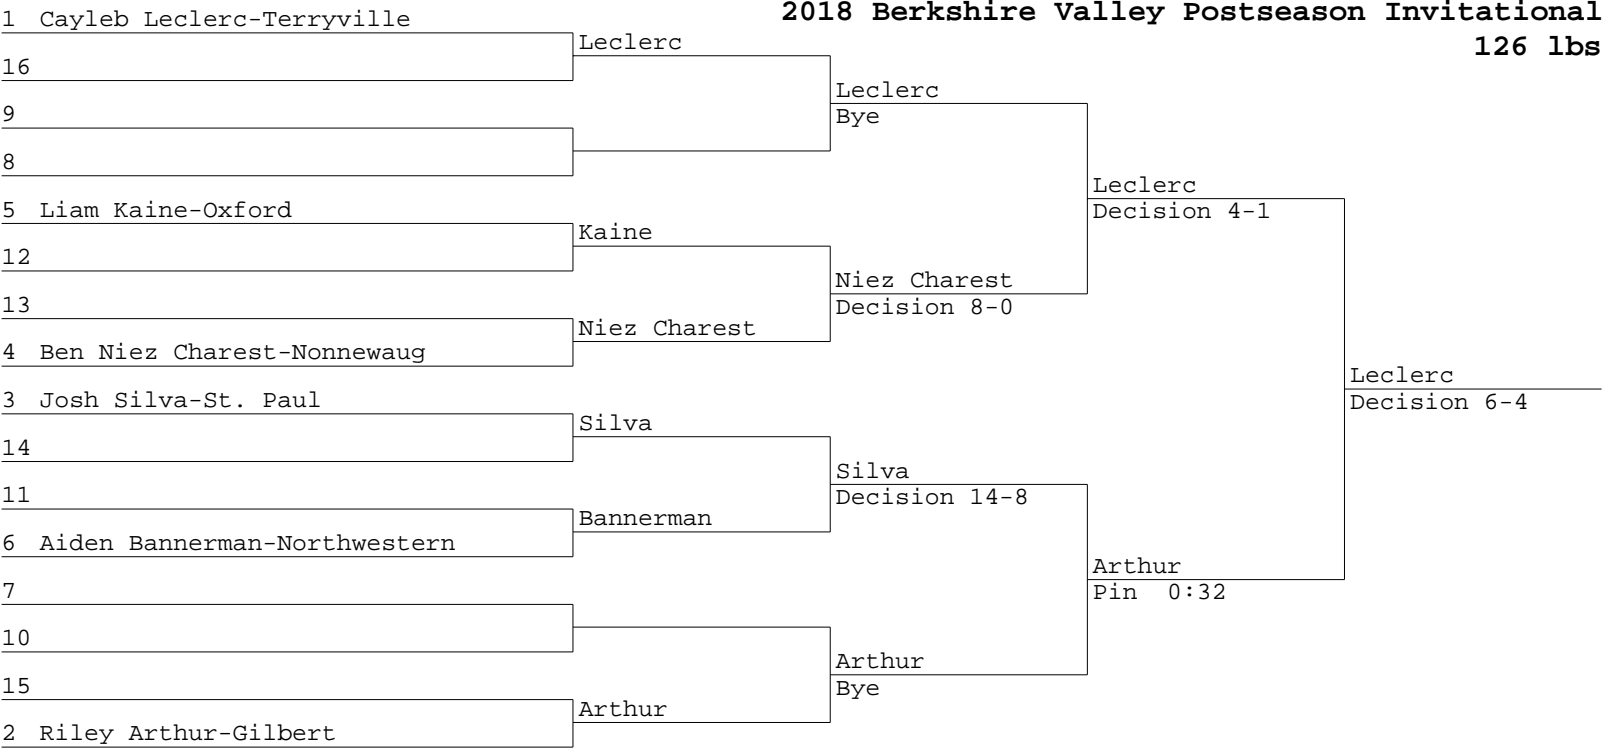 2018 Berkshire Valley Postseason Invitational
126 lbs
1 Cayleb Leclerc-Terryville
Leclerc
16
Leclerc
9
Bye
8
Leclerc
5 Liam Kaine-Oxford
Decision 4-1
Kaine
12
Niez Charest
13
Decision 8-0
Niez Charest
4 Ben Niez Charest-Nonnewaug
Leclerc
3 Josh Silva-St. Paul
Decision 6-4
Silva
14
Silva
11
Decision 14-8
Bannerman
6 Aiden Bannerman-Northwestern
Arthur
7
Pin 0:32
10
Arthur
15
Bye
Arthur
2 Riley Arthur-Gilbert